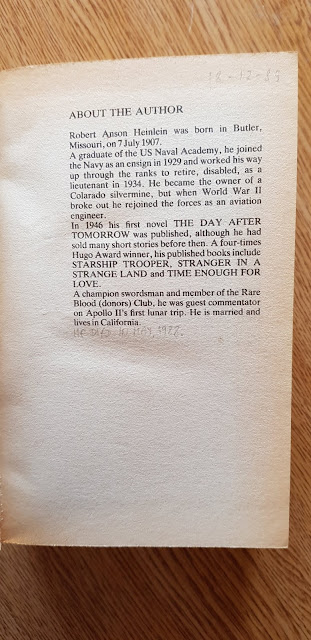 18-12-89
ABOUT THE AUTHOR
Robert Anson Heinlein was born in Butler,
Missouri, on 7 July 1907.
A graduate of the US Naval Academy, he joined
the Navy as an ensign in 1929 and worked his way
up through the ranks to retire, disabled, as a
lieutenant in 1934. He became the owner of a
Colarado silvermine, but when World War II
broke out he rejoined the forces as an aviation
engineer.
In 1946 his first novel THE DAY AFTER
TOMORROW was published, although he had
sold many short stories before then. A four-times
Hugo Award winner, his published books include
STARSHIP TROOPER, STRANGER IN A
STRANGE LAND and TIME ENOUGH FOR
LOVE.
A champion swordsman and member of the Rare
Blood (donors) Club, he was guest commentator
on Apollo II's first lunar trip. He is married and
lives in California.
HE DIED IN MAY, 1988.